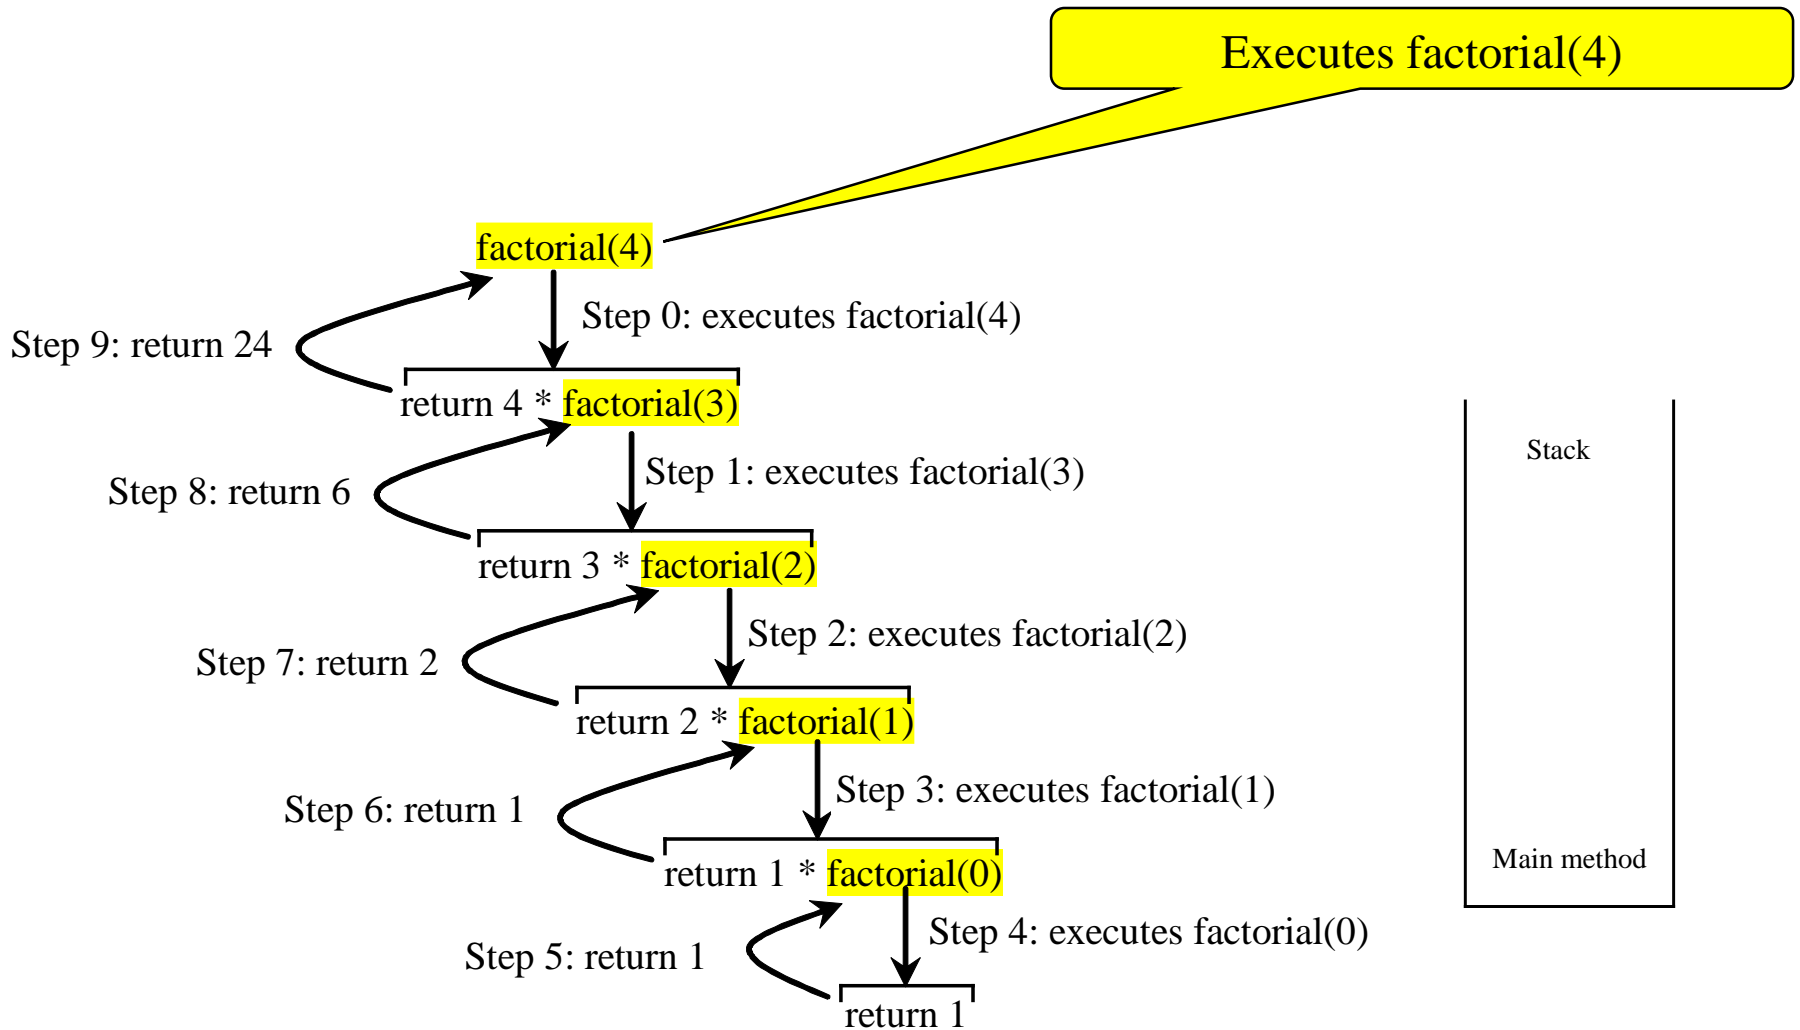 Executes factorial(4)
factorial(4)
Step 0: executes factorial(4)
Step 9: return 24
return 4 * factorial(3)
Stack
Step 1: executes factorial(3)
Step 8: return 6
return 3 * factorial(2)
Step 2: executes factorial(2)
Step 7: return 2
return 2 * factorial(1)
Step 3: executes factorial(1)
Step 6: return 1
Main method
return 1 * factorial(0)
Step 4: executes factorial(0)
Step 5: return 1
return 1